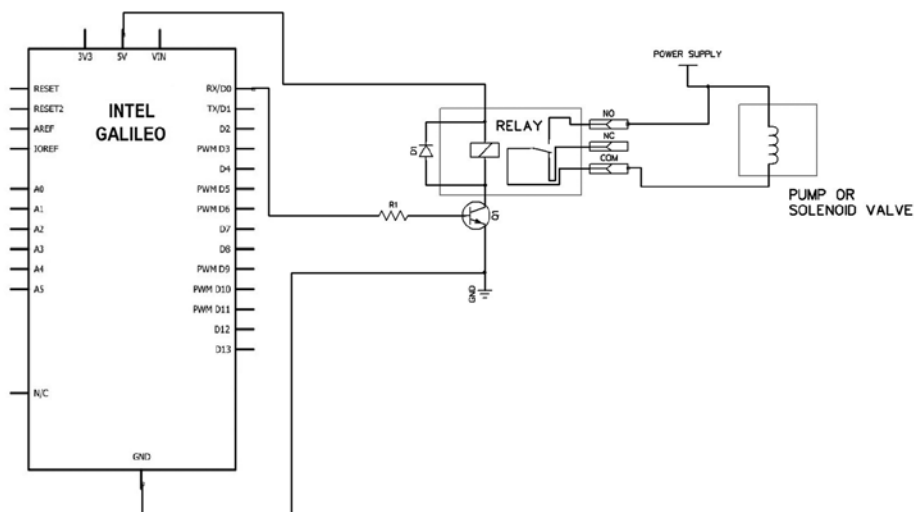 3V3
5V
VIN
RESET
RESET2
AREF
IOREF
A0
A1
A2
A3
A4
A5
N/C
INTEL
GALILEO
RX/D0
TX/D1
D2
PWM D3
D4
PWM D5
PWM D6
D7
D8
PWM D9
PWM D10
PWM D11
D12
D13
GND
R1
Q1
GND
D1
RELAY
NO
NC
COM
POWER SUPPLY
PUMP OR
SOLENOID VALVE